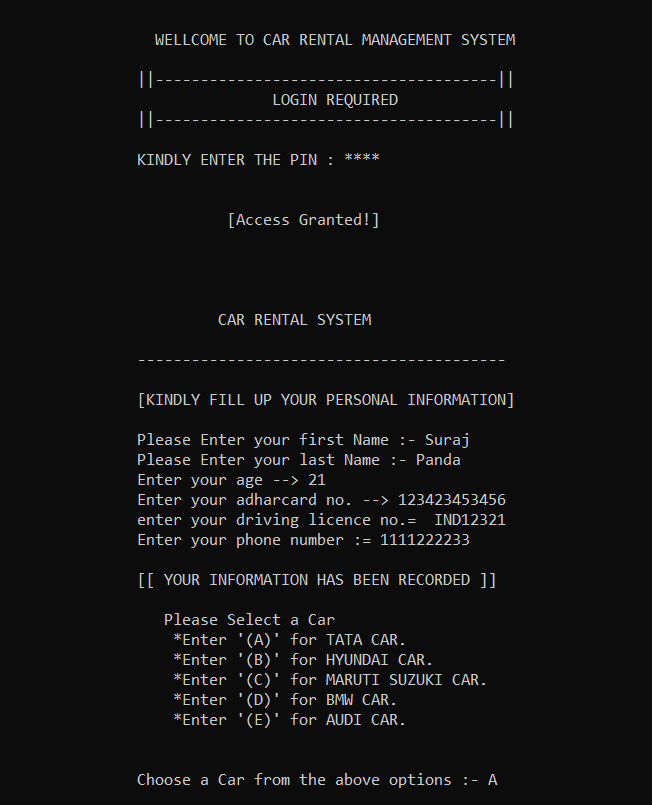 WELLCOME TO CAR RENTAL MANAGEMENT SYSTEM
||--------------------------------------||
LOGIN REQUIRED
||--------------------------------------||
KINDLY ENTER THE PIN : ****
[Access Granted!]
CAR RENTAL SYSTEM
-----------------------------------------
[KINDLY FILL UP YOUR PERSONAL INFORMATION]
Please Enter your first Name :- Suraj
Please Enter your last Name :- Panda
Enter your age --> 21
Enter your adharcard no. --> 123423453456
enter your driving licence no.=  IND12321
Enter your phone number := 1111222233
[[ YOUR INFORMATION HAS BEEN RECORDED ]]
Please Select a Car
*Enter '(A)' for TATA CAR.
*Enter '(B)' for HYUNDAI CAR.
*Enter '(C)' for MARUTI SUZUKI CAR.
*Enter '(D)' for BMW CAR.
*Enter '(E)' for AUDI CAR.
Choose a Car from the above options :- A